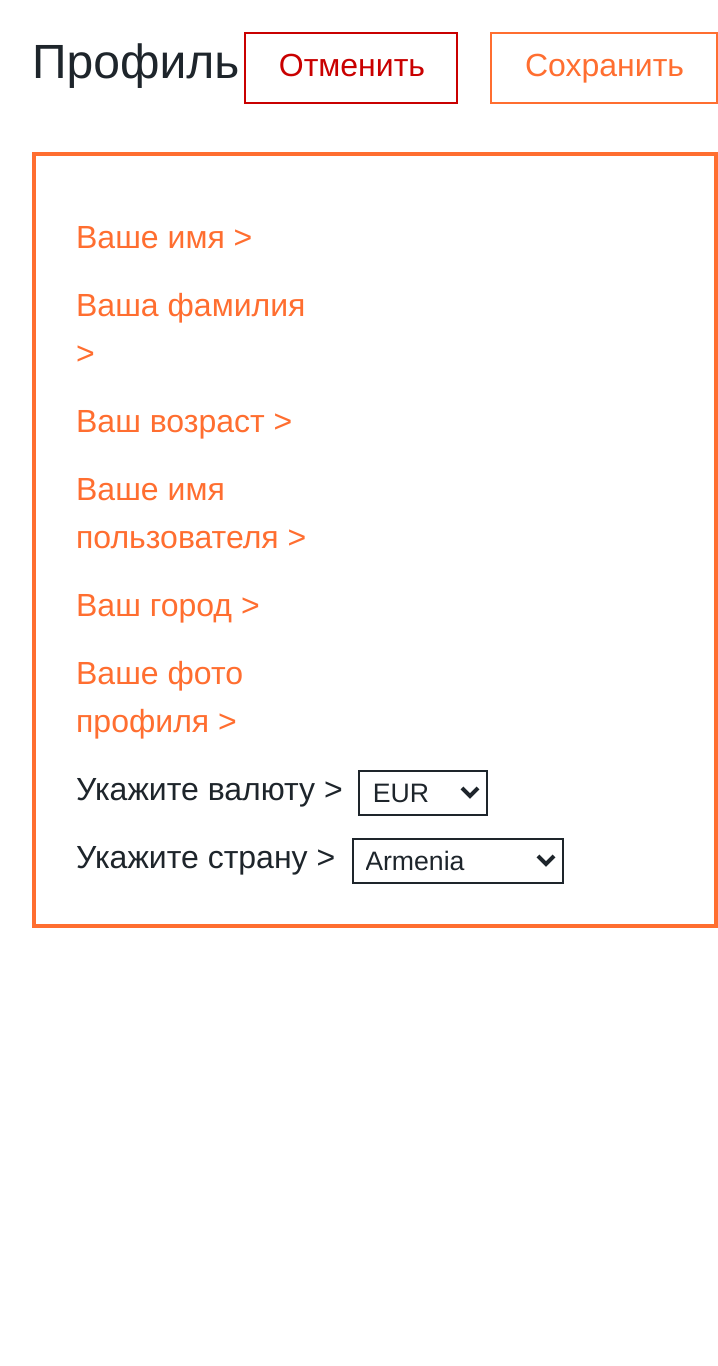 Профиль Отменить Сохранить
Ваше имя >
Ваша фамилия
>
Ваш возраст >
Ваше имя
пользователя >
Ваш город >
Ваше фото
профиля >
Укажите валюту > EUR
Укажите страну > Armenia